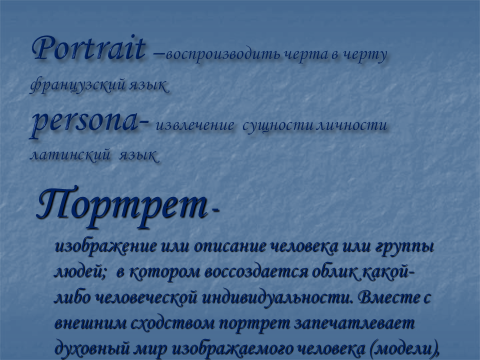 Portrait –воспроизводить черта в черту
французский язык
persona- извлечение сущности личности
латинский язык
Портрет-
изображение или описание человека или группы
людей; в котором воссоздается облик какой-
либо человеческой индивидуальности. Вместе с
внешним сходством портрет запечатлевает
духовный мир изображаемого человека (модели),